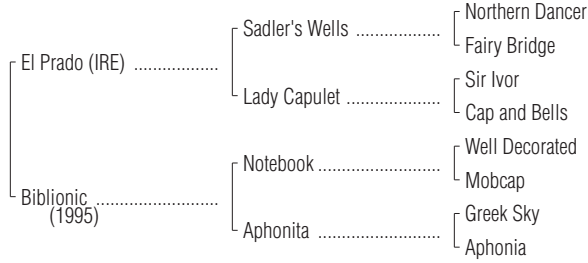 Northern Dancer
Sadler's Wells ..................
Fairy Bridge
El Prado (IRE) ..................
Sir Ivor
Lady Capulet ....................
Cap and Bells
Well Decorated
Notebook ..........................
Mobcap
Biblionic ..........................
(1995)
Greek Sky
Aphonita ..........................
Aphonia